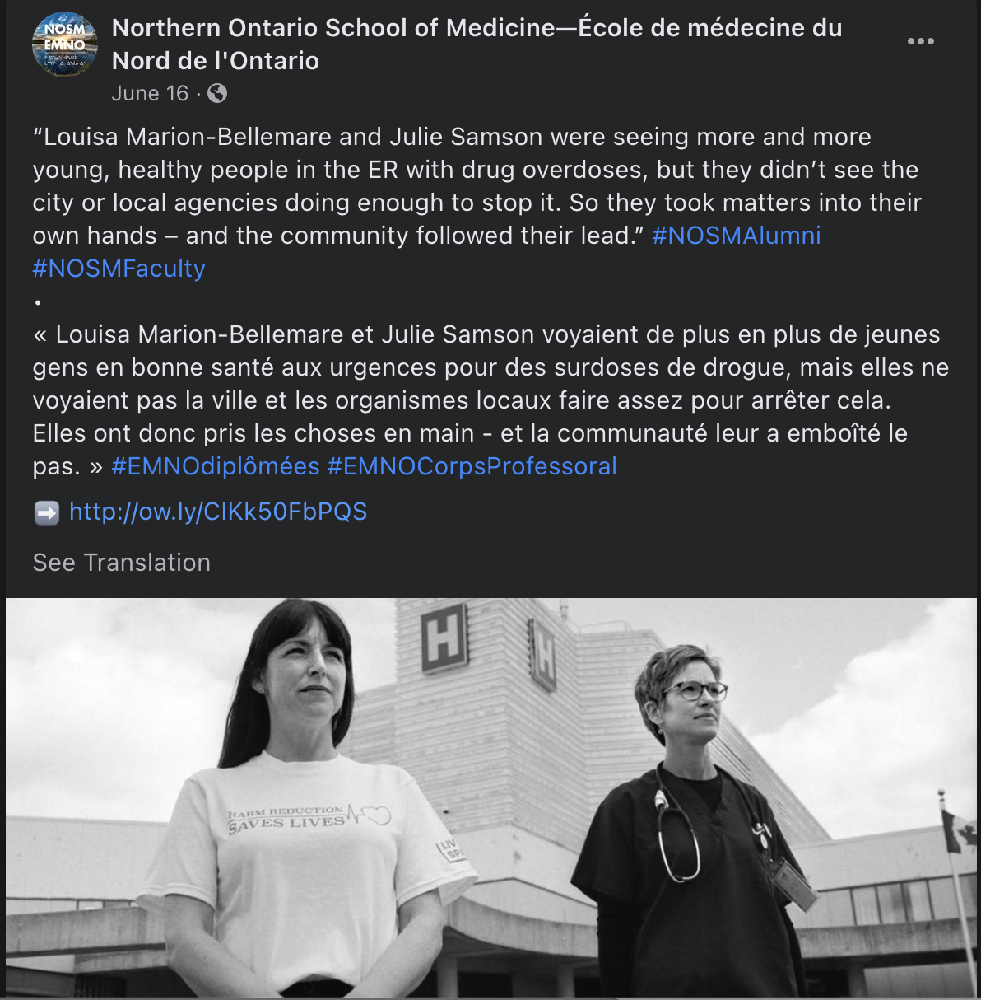 NOSM
EMNO
Northern Ontario School of Medicine—École de médecine du
Nord de l'Ontario
June 16 ·
“Louisa Marion-Bellemare and Julie Samson were seeing more and more
young, healthy people in the ER with drug overdoses, but they didn’t see the
city or local agencies doing enough to stop it. So they took matters into their
own hands – and the community followed their lead.” #NOSMAlumni
#NOSMFaculty
.
« Louisa Marion-Bellemare et Julie Samson voyaient de plus en plus de jeunes
gens en bonne santé aux urgences pour des surdoses de drogue, mais elles ne
voyaient pas la ville et les organismes locaux faire assez pour arrêter cela.
Elles ont donc pris les choses en main - et la communauté leur a emboîté le
pas. » #EMNOdiplômées #EMNOCorpsProfessoral
➡ http://ow.ly/CIKk50FbPQS
See Translation
H
H
HARM REDUCTION
SAVES LIVES